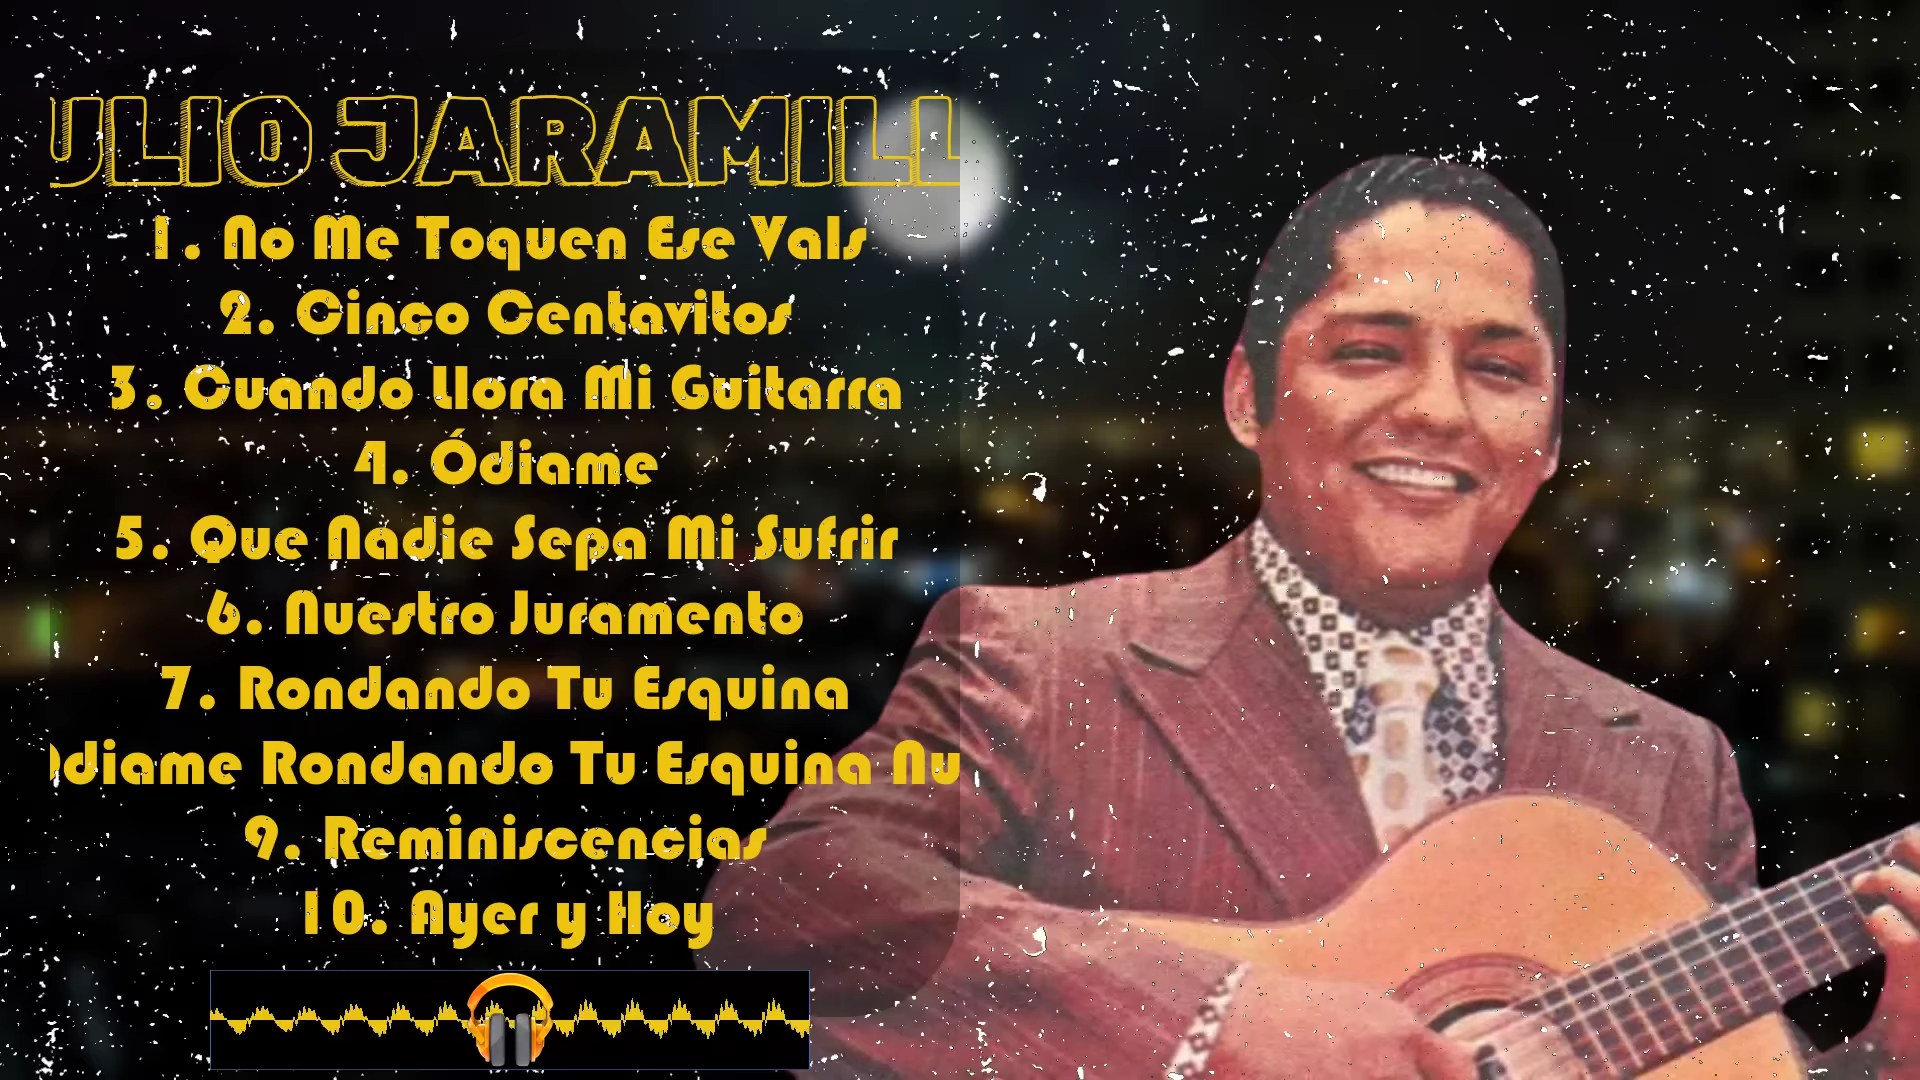 ULIO JARAMILL
1. No Me Toquen Ese Vals
2. Cinco Centavitos
3. Cuando Llora Mi Guitarra
4. Ódiame
5. Que Nadie Sepa Mi Sufrir
6. Nuestro Juramento
7. Rondando Tu Esquina
diame Rondando Tu Esquina Nu
9. Reminiscencias
10. Ayer y Hoy